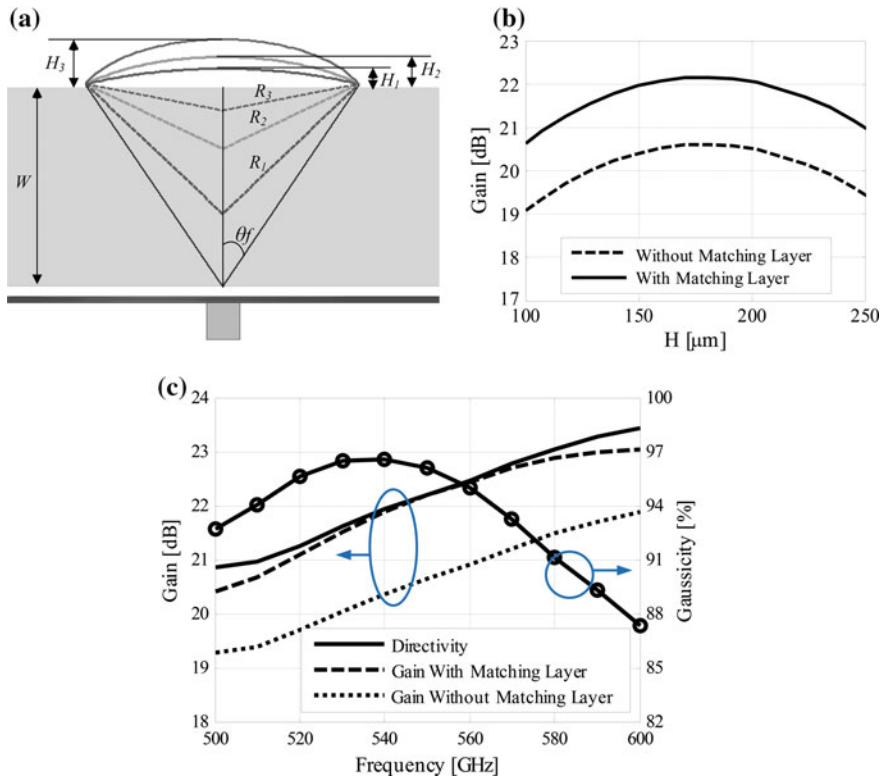 (a)
H3
H2
H1
R3
R2
R1
W
θf
(b)
23
22
21
20
19
18
17
Gain [dB]
Without Matching Layer
With Matching Layer
100
150
200
250
H [μm]
(c)
24
23
22
21
20
19
18
Gain [dB]
100
97
94
91
88
85
82
Gaussicity [%]
Directivity
Gain With Matching Layer
Gain Without Matching Layer
500
520
540
560
580
600
Frequency [GHz]